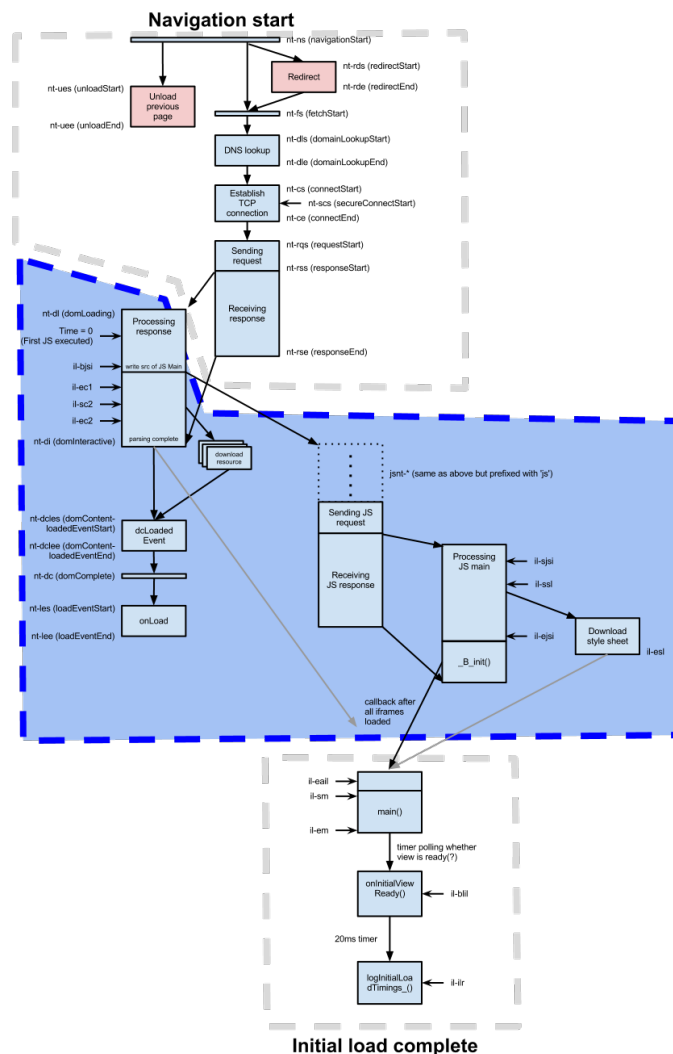 Navigation start
nt-ns (navigationStart)
nt-rds (redirectStart)
Redirect
nt-rde (redirectEnd)
nt-ues (unloadStart)
Unload
previous
page
nt-uee (unloadEnd)
nt-fs (fetchStart)
nt-dls (domainLookupStart)
DNS lookup
nt-dle (domainLookupEnd)
nt-cs (connectStart)
Establish
TCP
connection
nt-scs (secureConnectStart)
nt-ce (connectEnd)
nt-rqs (requestStart)
Sending
request
nt-rss (responseStart)
Receiving
response
nt-rse (responseEnd)
nt-dl (domLoading)
Processing
response
Time = 0
(First JS executed)
il-bjsi
write src of JS Main
il-ec1
il-sc2
il-ec2
nt-di (domInteractive)
parsing complete
download
resource
jsnt-* (same as above but prefixed with 'js')
nt-dcles (domContent-
loadedEventStart)
dcLoaded
Event
nt-dclee (domContent-
loadedEventEnd)
nt-dc (domComplete)
nt-les (loadEventStart)
onLoad
nt-lee (loadEventEnd)
Sending JS
request
Receiving
JS response
Processing
JS main
il-sjsi
il-ssl
il-ejsi
_B_init()
Download
style sheet
il-esl
callback after
all iframes
loaded
il-eail
il-sm
main()
il-em
timer polling whether
view is ready(?)
onInitialView
Ready()
il-blil
20ms timer
logInitialLoa
dTimings_()
il-ilr
Initial load complete